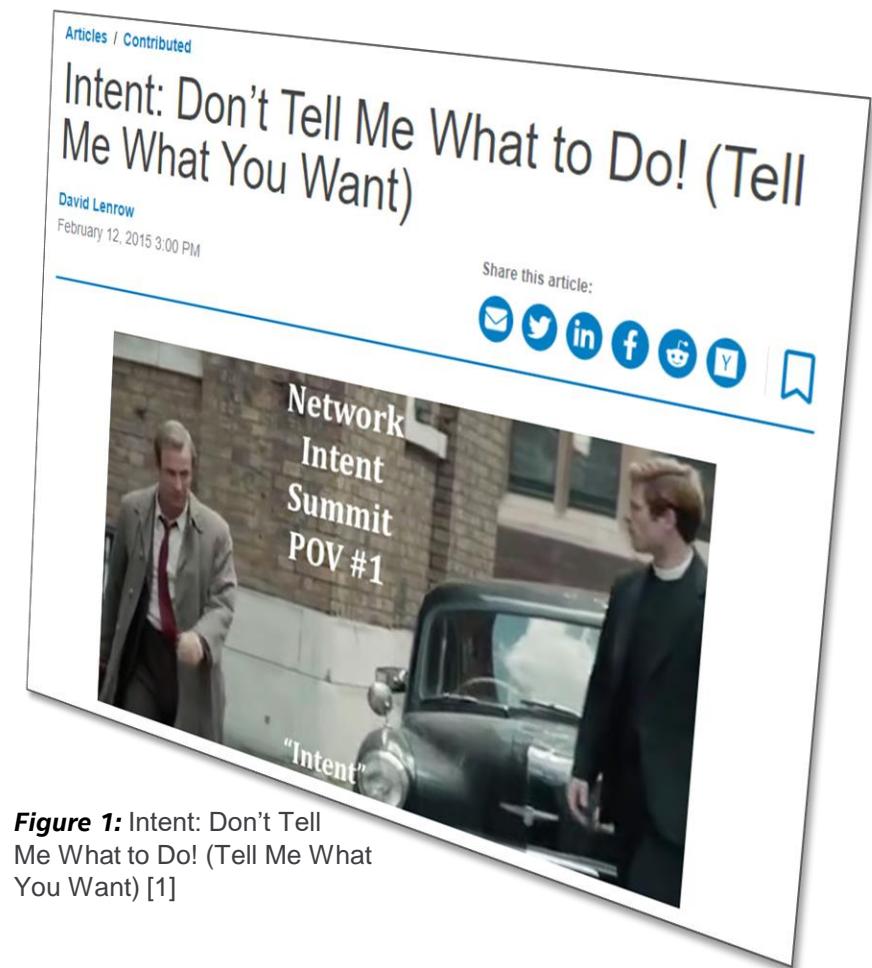 Articles / Contributed
Intent: Don't Tell Me What to Do! (Tell
Me What You Want)
David Lenrow
February 12, 2015 3:00 PM
Share this article:
in
f
Y
Network
Intent
Summit
POV #1
"Intent"
Figure 1: Intent: Don't Tell
Me What to Do! (Tell Me What
You Want) [1]